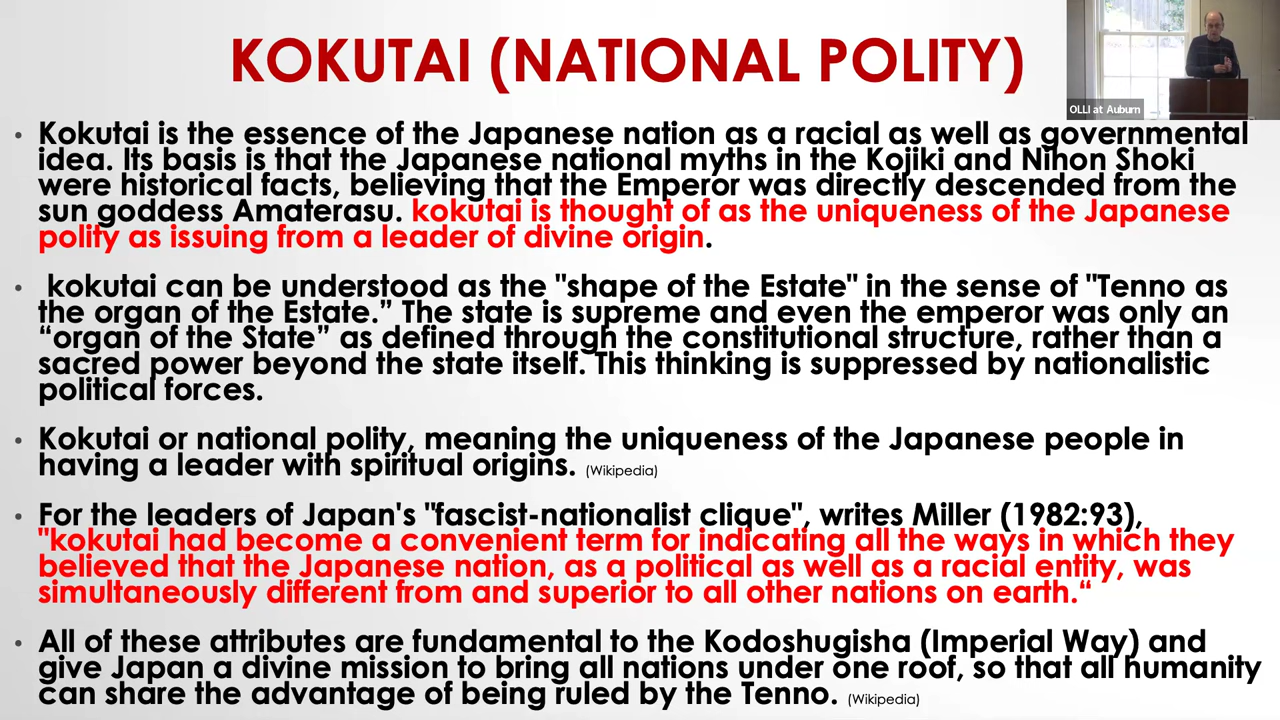 KOKUTAI (NATIONAL POLITY)
OLLI at Auburn
• Kokutai is the essence of the Japanese nation as a racial as well as governmental
idea. Its basis is that the Japanese national myths in the Kojiki and Nihon Shoki
were historical facts, believing that the Emperor was directly descended from the
sun goddess Amaterasu. kokutai is thought of as the uniqueness of the Japanese
polity as issuing from a leader of divine origin.
• kokutai can be understood as the "shape of the Estate" in the sense of "Tenno as
the organ of the Estate.” The state is supreme and even the emperor was only an
“organ of the State” as defined through the constitutional structure, rather than a
sacred power beyond the state itself. This thinking is suppressed by nationalistic
political forces.
• Kokutai or national polity, meaning the uniqueness of the Japanese people in
having a leader with spiritual origins. (Wikipedia)
• For the leaders of Japan's "fascist-nationalist clique", writes Miller (1982:93),
"kokutai had become a convenient term for indicating all the ways in which they
believed that the Japanese nation, as a political as well as a racial entity, was
simultaneously different from and superior to all other nations on earth.“
• All of these attributes are fundamental to the Kodoshugisha (Imperial Way) and
give Japan a divine mission to bring all nations under one roof, so that all humanity
can share the advantage of being ruled by the Tenno. (Wikipedia)